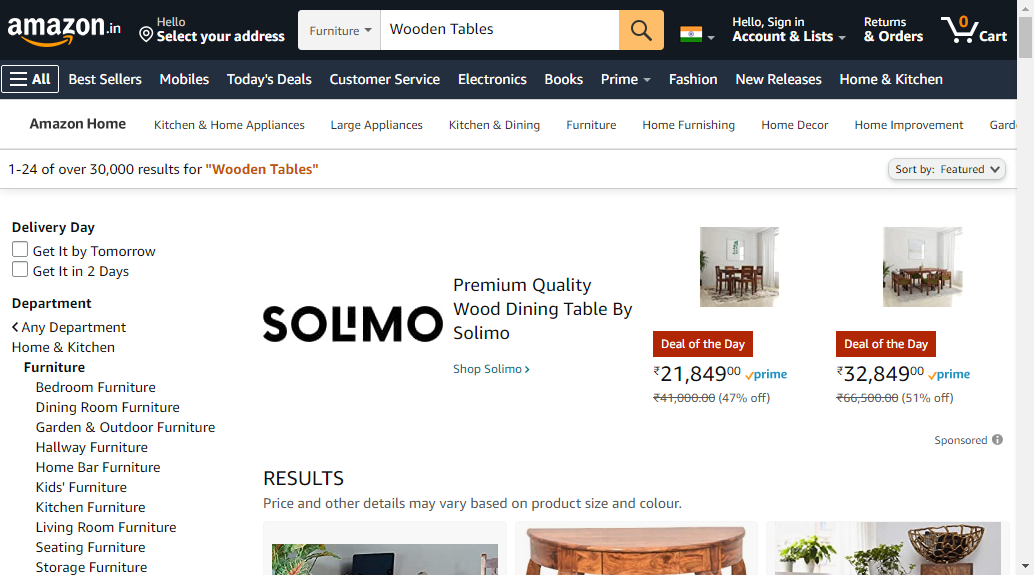 amazon.in
Hello
Select your address
Furniture
Wooden Tables
Hello, Sign in
Account & Lists
Returns
& Orders
0
Cart
All
Best Sellers
Mobiles
Today's Deals
Customer Service
Electronics
Books
Prime
Fashion
New Releases
Home & Kitchen
Amazon Home
Kitchen & Home Appliances
Large Appliances
Kitchen & Dining
Furniture
Home Furnishing
Home Decor
Home Improvement
Gard
1-24 of over 30,000 results for "Wooden Tables"
Sort by: Featured
Delivery Day
Get It by Tomorrow
Get It in 2 Days
Department
Any Department
Home & Kitchen
Furniture
Bedroom Furniture
Dining Room Furniture
Garden & Outdoor Furniture
Hallway Furniture
Home Bar Furniture
Kids' Furniture
Kitchen Furniture
Living Room Furniture
Seating Furniture
Storage Furniture
SOLIMO
Premium Quality
Wood Dining Table By
Solimo
Shop Solimo ›
Deal of the Day
₹21,84900 prime
₹41,000.00 (47% off)
Deal of the Day
₹32,84900 prime
₹66,500.00 (51% off)
Sponsored
RESULTS
Price and other details may vary based on product size and colour.